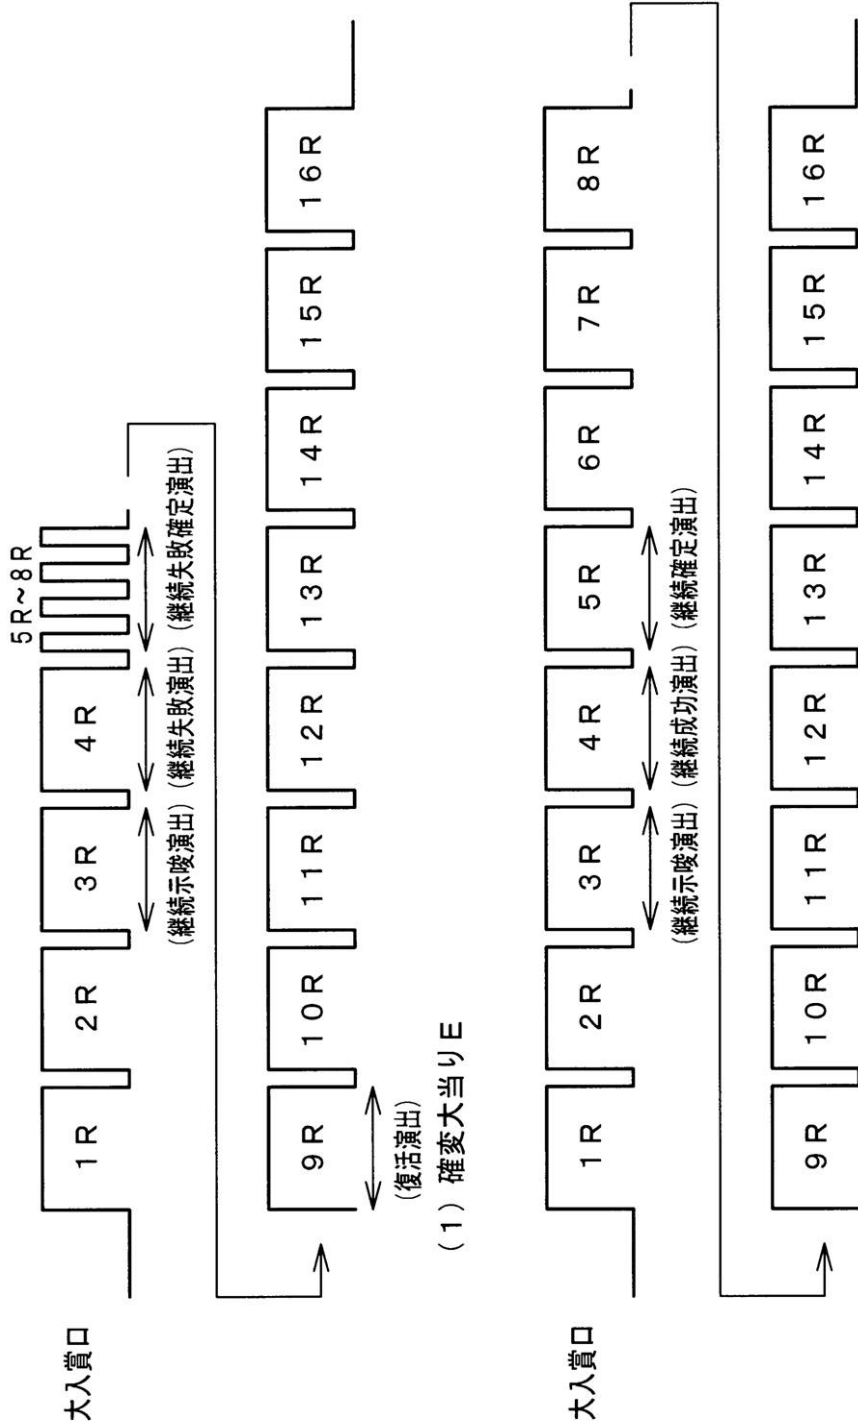 5R~8R
大入賞口
1R 2R 3R 4R
(継続示唆演出) (継続失敗演出) (継続失敗確定演出)
9R 10R 11R 12R 13R 14R 15R 16R
(復活演出)
(1) 確変大当りE
大入賞口
1R 2R 3R 4R 5R 6R 7R 8R
(継続示唆演出) (継続成功演出) (継続確定演出)
9R 10R 11R 12R 13R 14R 15R 16R